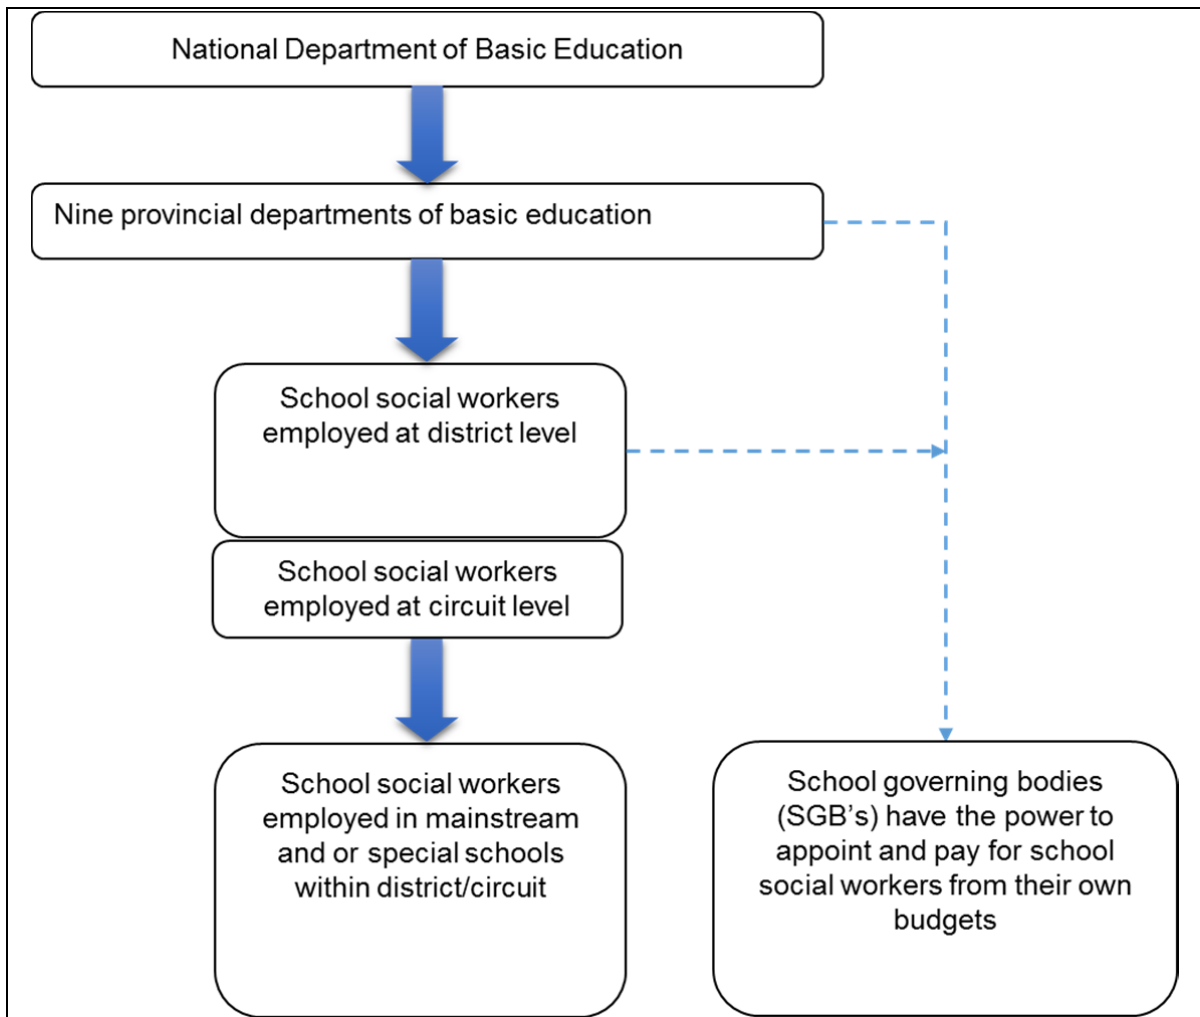 National Department of Basic Education
Nine provincial departments of basic education
School social workers
employed at district level
School social workers
employed at circuit level
School social workers
employed in mainstream
and or special schools
within district/circuit
School governing bodies
(SGB’s) have the power to
appoint and pay for school
social workers from their own
budgets